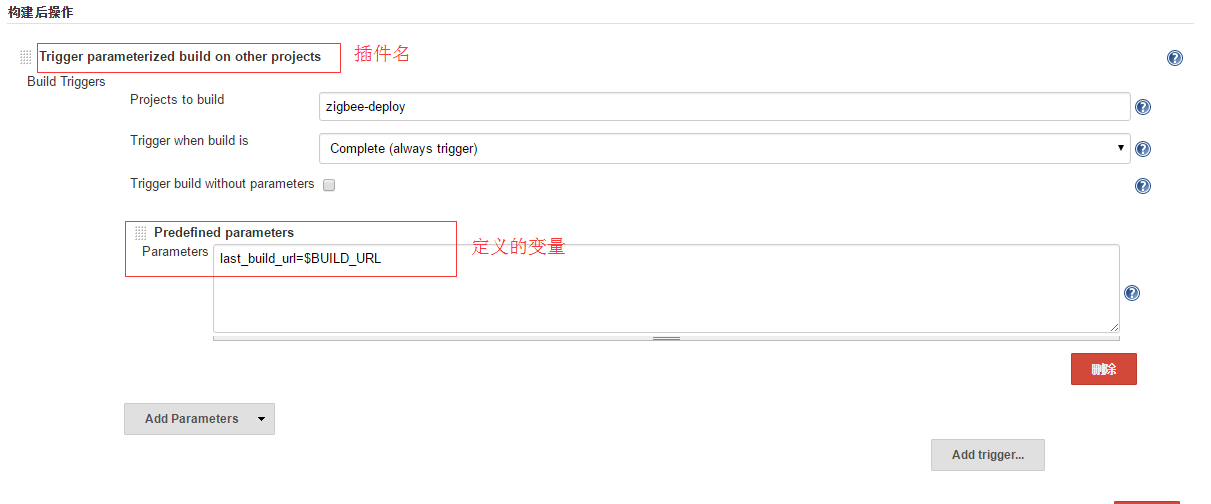 构建后操作
Trigger parameterized build on other projects 插件名
Build Triggers
Projects to build zigbee-deploy
Trigger when build is Complete (always trigger)
Trigger build without parameters
Predefined parameters
定义的变量
Parameters last_build_url=$BUILD_URL
删除
Add Parameters
Add trigger...